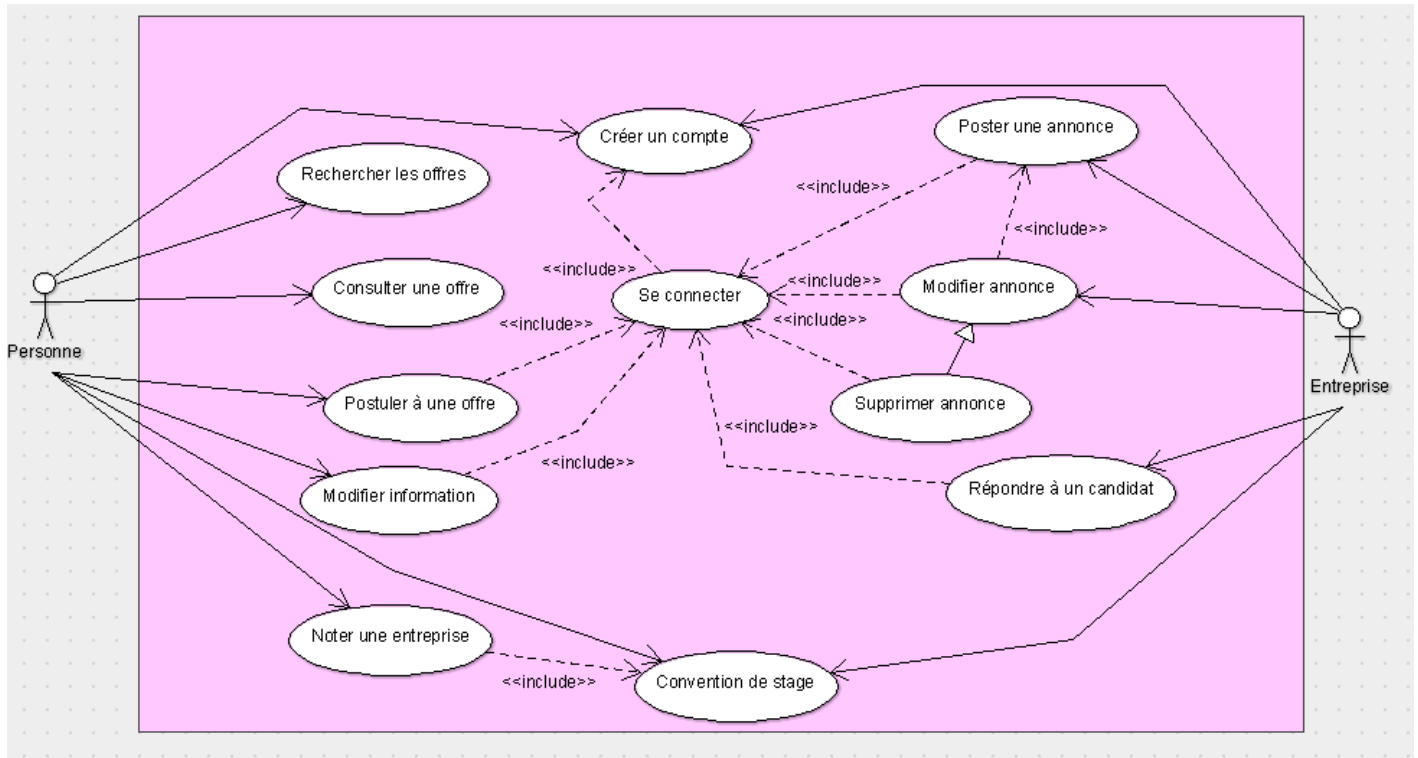 Créer un compte
Poster une annonce
Rechercher les offres
<<include>>
<<include>>
<<include>>
Se connecter
<<include>>
Modifier annonce
Consulter une offre
<<include>>
<<include>>
Personne
Entreprise
Postuler à une offre
Supprimer annonce
<<include>>
<<include>>
Modifier information
Répondre à un candidat
Noter une entreprise
<<include>>
Convention de stage